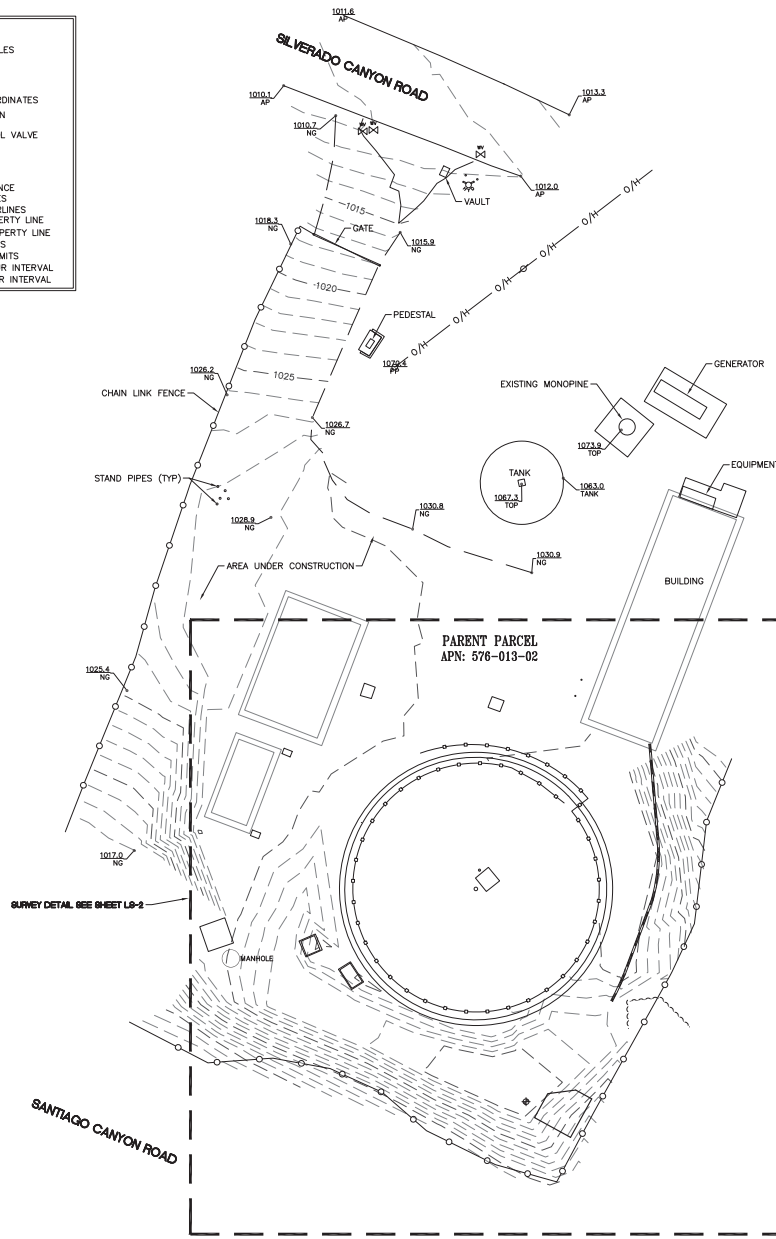 LES
RDINATES
N
L VALVE
NCE
ES
RLINES
ERTY LINE
PERTY LINE
S
MITS
R INTERVAL
R INTERVAL
1011.6
AP
SILVERADO CANYON ROAD
1010.1
AP
1013.3
AP
1010.7
NG
WV
WV
WV
1012.0
AP
VAULT
1015
1018.3
NG
GATE
1015.9
NG
O/H
O/H
O/H
O/H
O/H
O/H
1020
PEDESTAL
1025
PP
1026.2
NG
CHAIN LINK FENCE
GENERATOR
EXISTING MONOPINE
1026.7
NG
1073.9
TOP
EQUIPMENT
TANK
STAND PIPES (TYP)
1067.3
TOP
1063.0
TANK
1028.9
NG
1030.8
NG
AREA UNDER CONSTRUCTION
1030.9
NG
BUILDING
PARENT PARCEL
APN: 576-013-02
1025.4
NG
1017.0
NG
SURVEY DETAIL SEE SHEET LS-2
MANHOLE
SANTIAGO CANYON ROAD